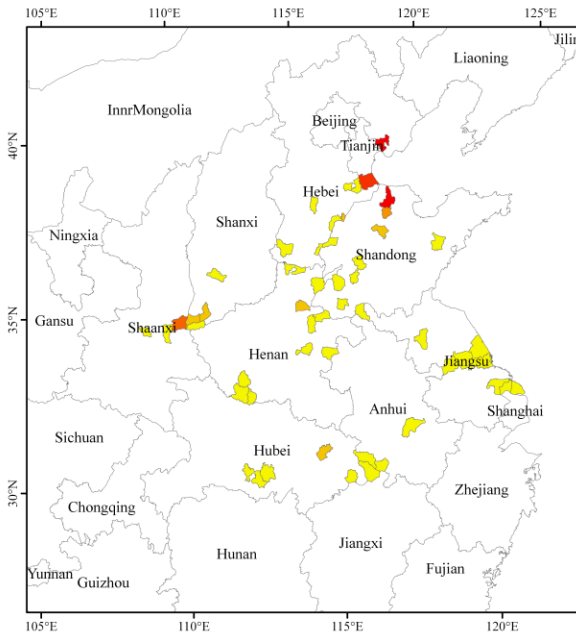 105°E 110°E 115°E 120°E 125°E
Jilin
Liaoning
InnrMongolia
Beijing
40°N
Tianjin
Hebei
Shanxi
Ningxia
Shandong
35°N
Gansu
Shaanxi
Henan
Jiangsu
Anhui
Shanghai
Sichuan
Hubei
30°N
Zhejiang
Chongqing
Hunan
Jiangxi
Yunnan
Guizhou
Fujian
105°E 110°E 115°E 120°E